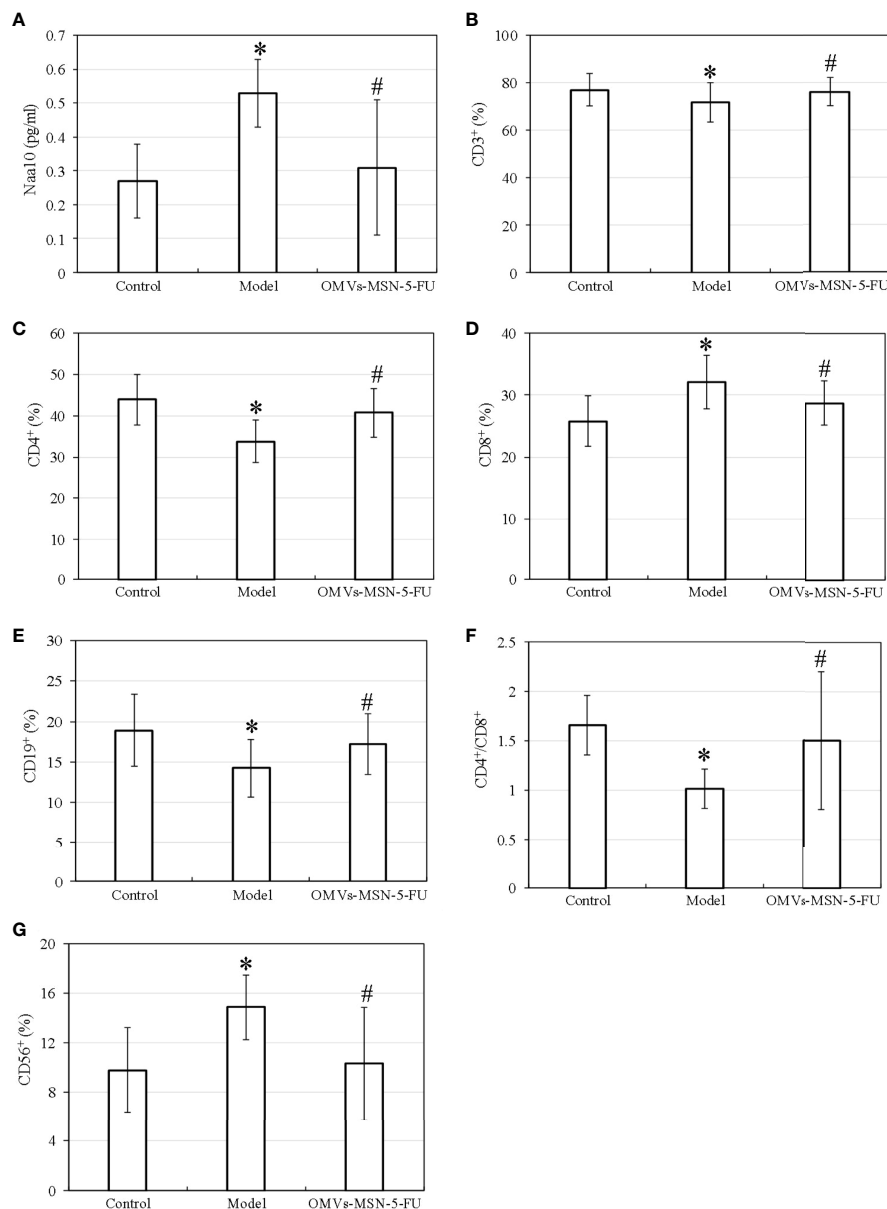 A
Naa10 (pg/ml)
0.7
0.6
0.5
0.4
0.3
0.2
0.1
0
*
#
Control Model OMVs-MSN-5-FU
B
CD3+ (%)
100
80
60
40
20
0
*
#
Control Model OMVs-MSN-5-FU
C
CD4+ (%)
60
50
40
30
20
10
0
*
#
Control Model OMVs-MSN-5-FU
D
CD8+ (%)
40
30
20
10
0
*
#
Control Model OMVs-MSN-5-FU
E
CD19+ (%)
30
25
20
15
10
5
0
*
#
Control Model OMVs-MSN-5-FU
F
CD4+/CD8+
2.5
2
1.5
1
0.5
0
*
#
Control Model OMVs-MSN-5-FU
G
CD56+ (%)
20
16
12
8
4
0
*
#
Control Model OMVs-MSN-5-FU